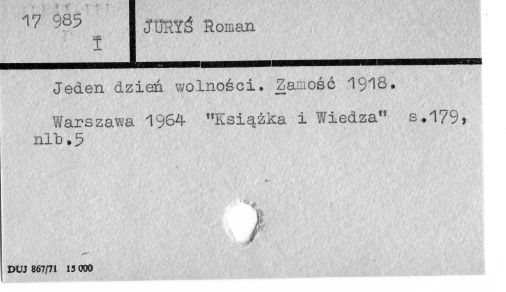 17 985
I
JURYŚ Roman
Jeden dzień wolności. Zamość 1918.
Warszawa 1964 "Książka i Wiedza" s.179,
nlb.5
DUJ 867/71 15 000